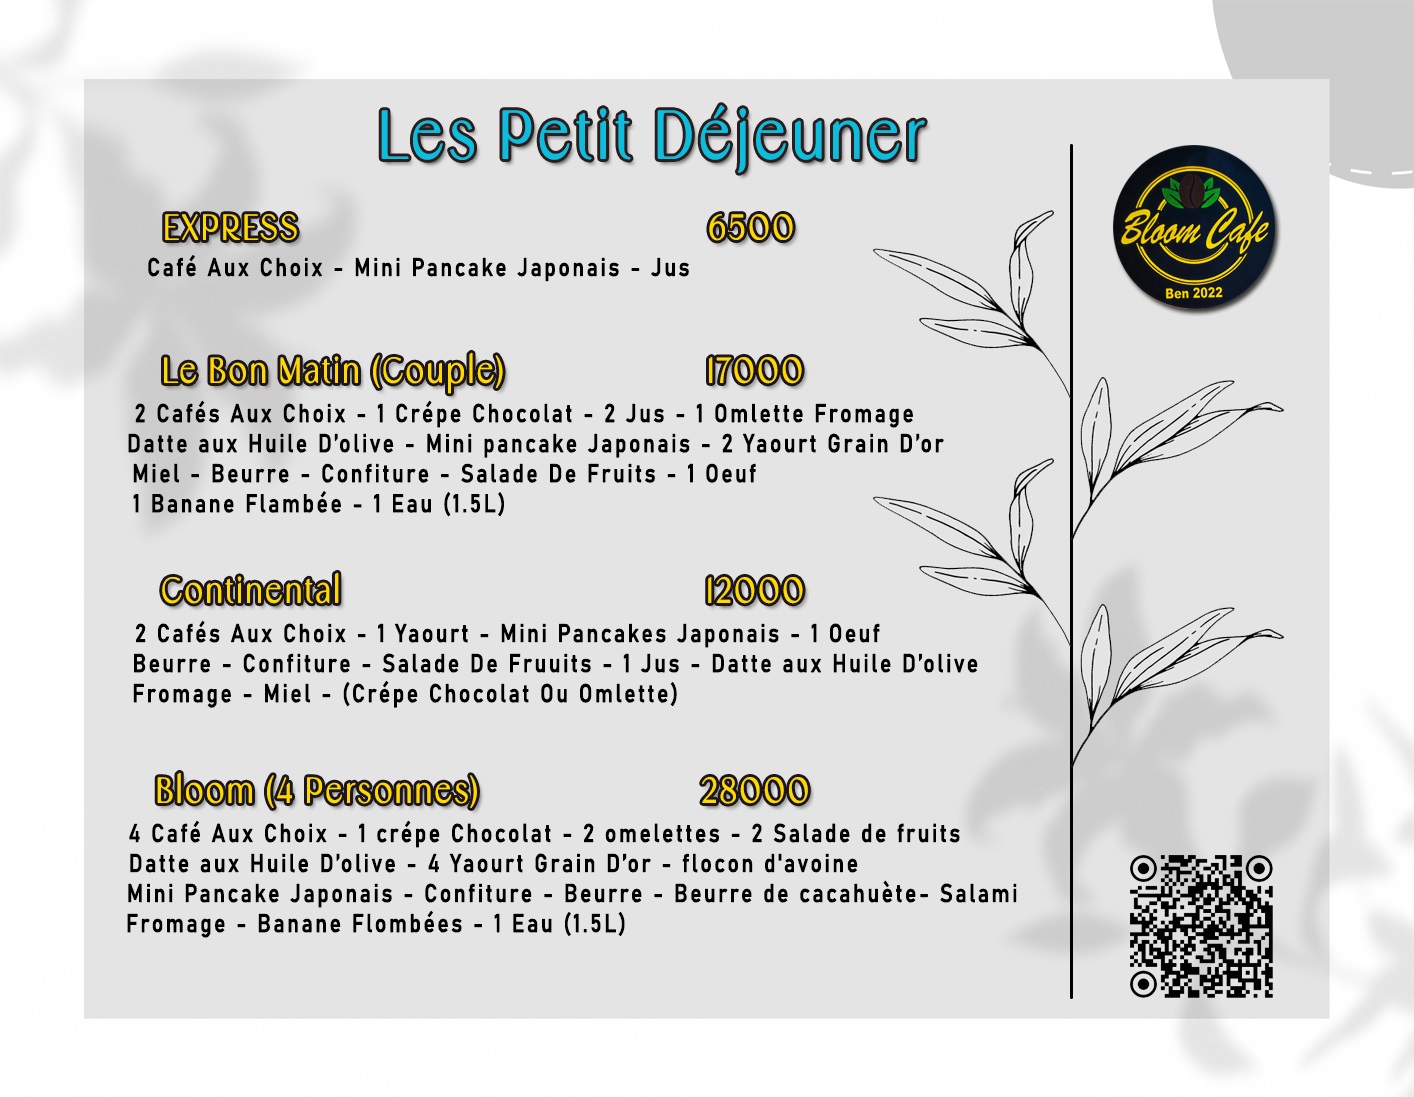 Les Petit Déjeuner
Bloom Cafe
Ben 2022
EXPRESS 6500
Café Aux Choix - Mini Pancake Japonais - Jus
Le Bon Matin (Couple) 17000
2 Cafés Aux Choix - 1 Crépe Chocolat - 2 Jus - 1 Omlette Fromage
Datte aux Huile D'olive - Mini pancake Japonais - 2 Yaourt Grain D'or
Miel - Beurre - Confiture - Salade De Fruits - 1 Oeuf
1 Banane Flambée - 1 Eau (1.5L)
Continental 12000
2 Cafés Aux Choix - 1 Yaourt - Mini Pancakes Japonais - 1 Oeuf
Beurre - Confiture - Salade De Fruuits - 1 Jus - Datte aux Huile D'olive
Fromage - Miel - (Crépe Chocolat Ou Omlette)
Bloom (4 Personnes) 28000
4 Café Aux Choix - 1 crépe Chocolat - 2 omelettes - 2 Salade de fruits
Datte aux Huile D'olive - 4 Yaourt Grain D'or - flocon d'avoine
Mini Pancake Japonais - Confiture - Beurre - Beurre de cacahuète- Salami
Fromage - Banane Flombées - 1 Eau (1.5L)